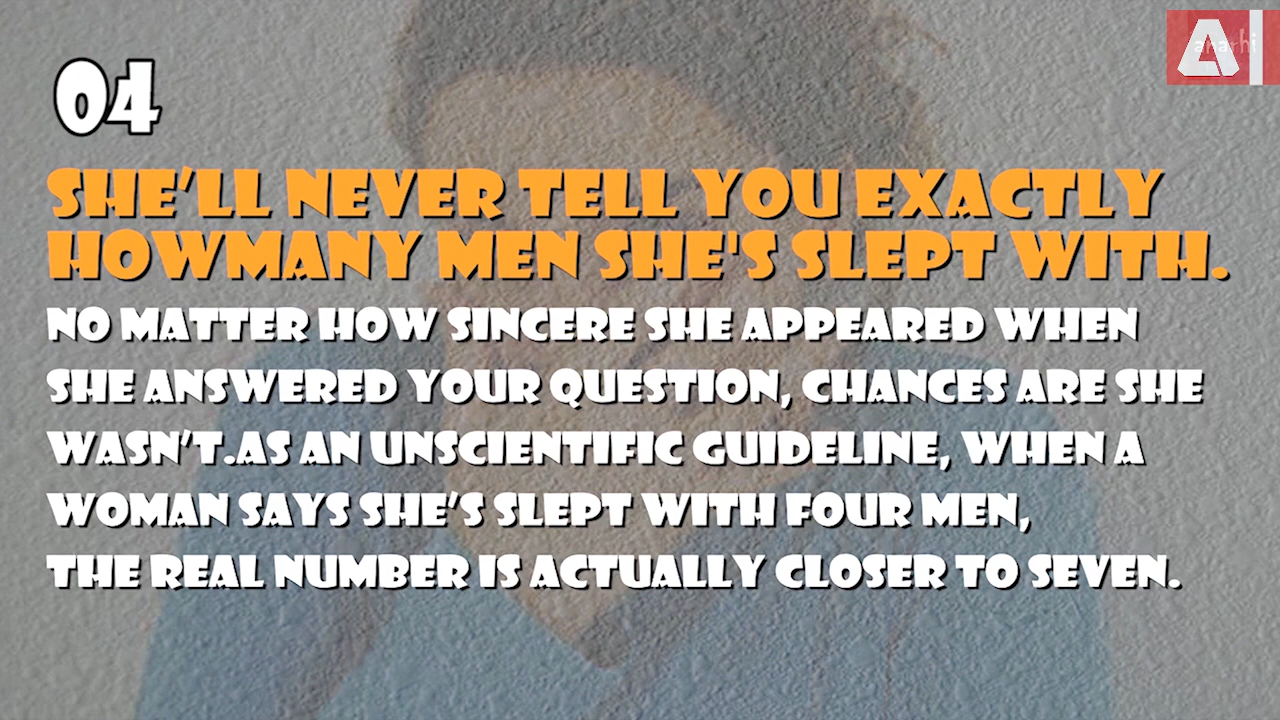 04
SHE'LL NEVER TELL YOU EXACTLY
HOWMANY MEN SHE'S SLEPT WITH.
NO MATTER HOW SINCERE SHE APPEARED WHEN
SHE ANSWERED YOUR QUESTION, CHANCES ARE SHE
WASN'T.AS AN UNSCIENTIFIC GUIDELINE, WHEN A
WOMAN SAYS SHE'S SLEPT WITH FOUR MEN,
THE REAL NUMBER IS ACTUALLY CLOSER TO SEVEN.